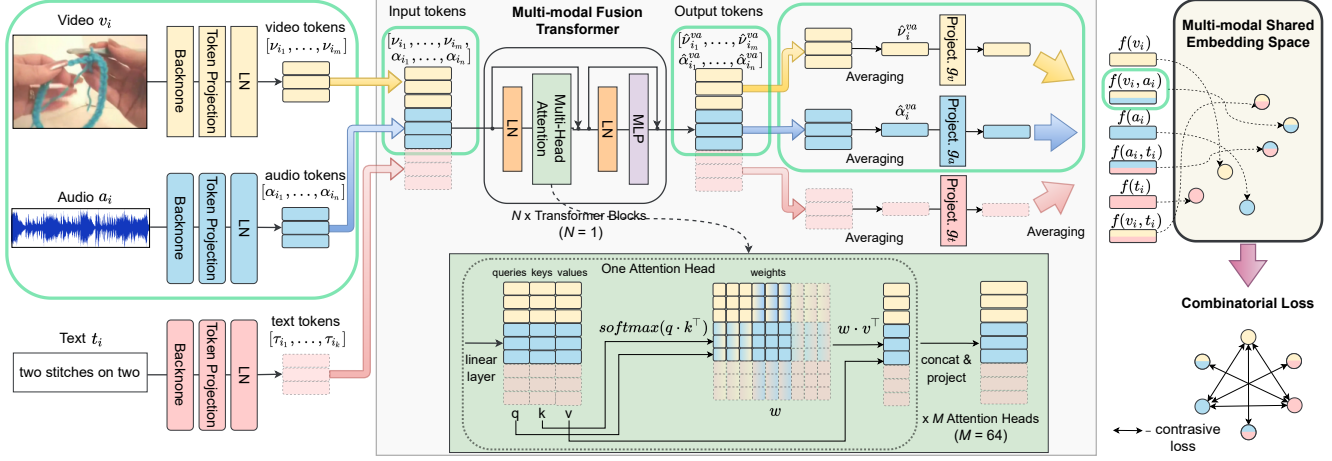 Video v_i
Backnone
Token Projection
LN
video tokens
[ν_{i_1}, ..., ν_{i_m}]
Audio a_i
Backnone
Token Projection
LN
audio tokens
[α_{i_1}, ..., α_{i_n}]
Text t_i
two stitches on two
Backnone
Token Projection
LN
text tokens
[τ_{i_1}, ..., τ_{i_k}]
Input tokens
[ν_{i_1}, ..., ν_{i_m},
α_{i_1}, ..., α_{i_n}]
Multi-modal Fusion
Transformer
LN
Multi-Head
Attention
LN
MLP
N x Transformer Blocks
(N = 1)
Output tokens
[ν̂^{va}_{i_1}, ..., ν̂^{va}_{i_m}
α̂^{va}_{i_1}, ..., α̂^{va}_{i_n}]
Averaging
ν̂^{va}_i
Project. g_v
Averaging
α̂^{va}_i
Project. g_a
Averaging
Project. g_t
Averaging
One Attention Head
queries keys values
weights
linear
layer
softmax(q · k^⊤)
w · v^⊤
concat &
project
q
k
v
w
x M Attention Heads
(M = 64)
f(v_i)
f(v_i, a_i)
f(a_i)
f(a_i, t_i)
f(t_i)
f(v_i, t_i)
Multi-modal Shared
Embedding Space
Combinatorial Loss
- contrasive
loss